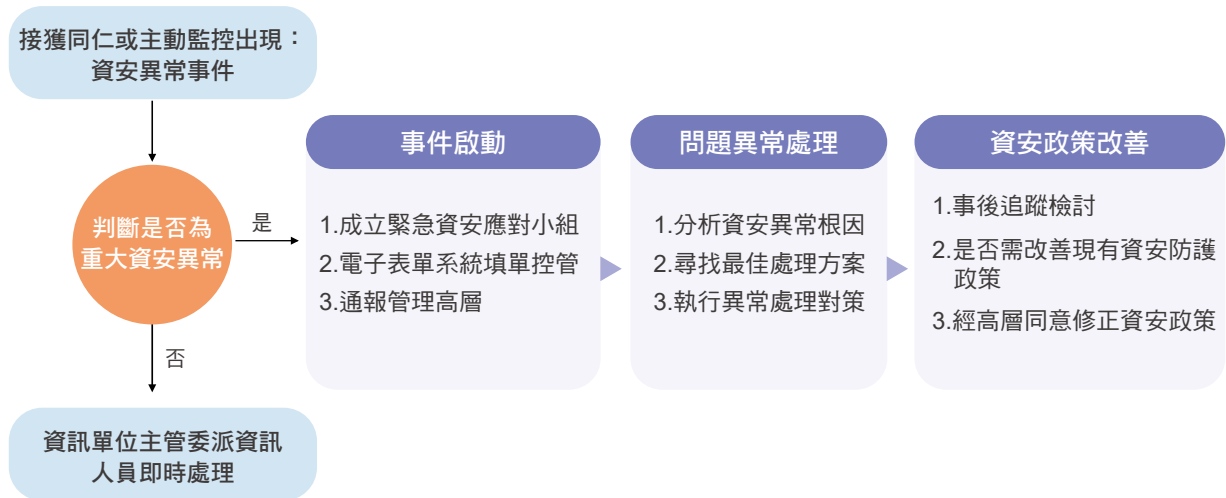 接獲同仁或主動監控出現：
資安異常事件
判斷是否為
重大資安異常
是
否
資訊單位主管委派資訊
人員即時處理
事件啟動
1.成立緊急資安應對小組
2.電子表單系統填單控管
3.通報管理高層
問題異常處理
1.分析資安異常根因
2.尋找最佳處理方案
3.執行異常處理對策
資安政策改善
1.事後追蹤檢討
2.是否需改善現有資安防護
政策
3.經高層同意修正資安政策